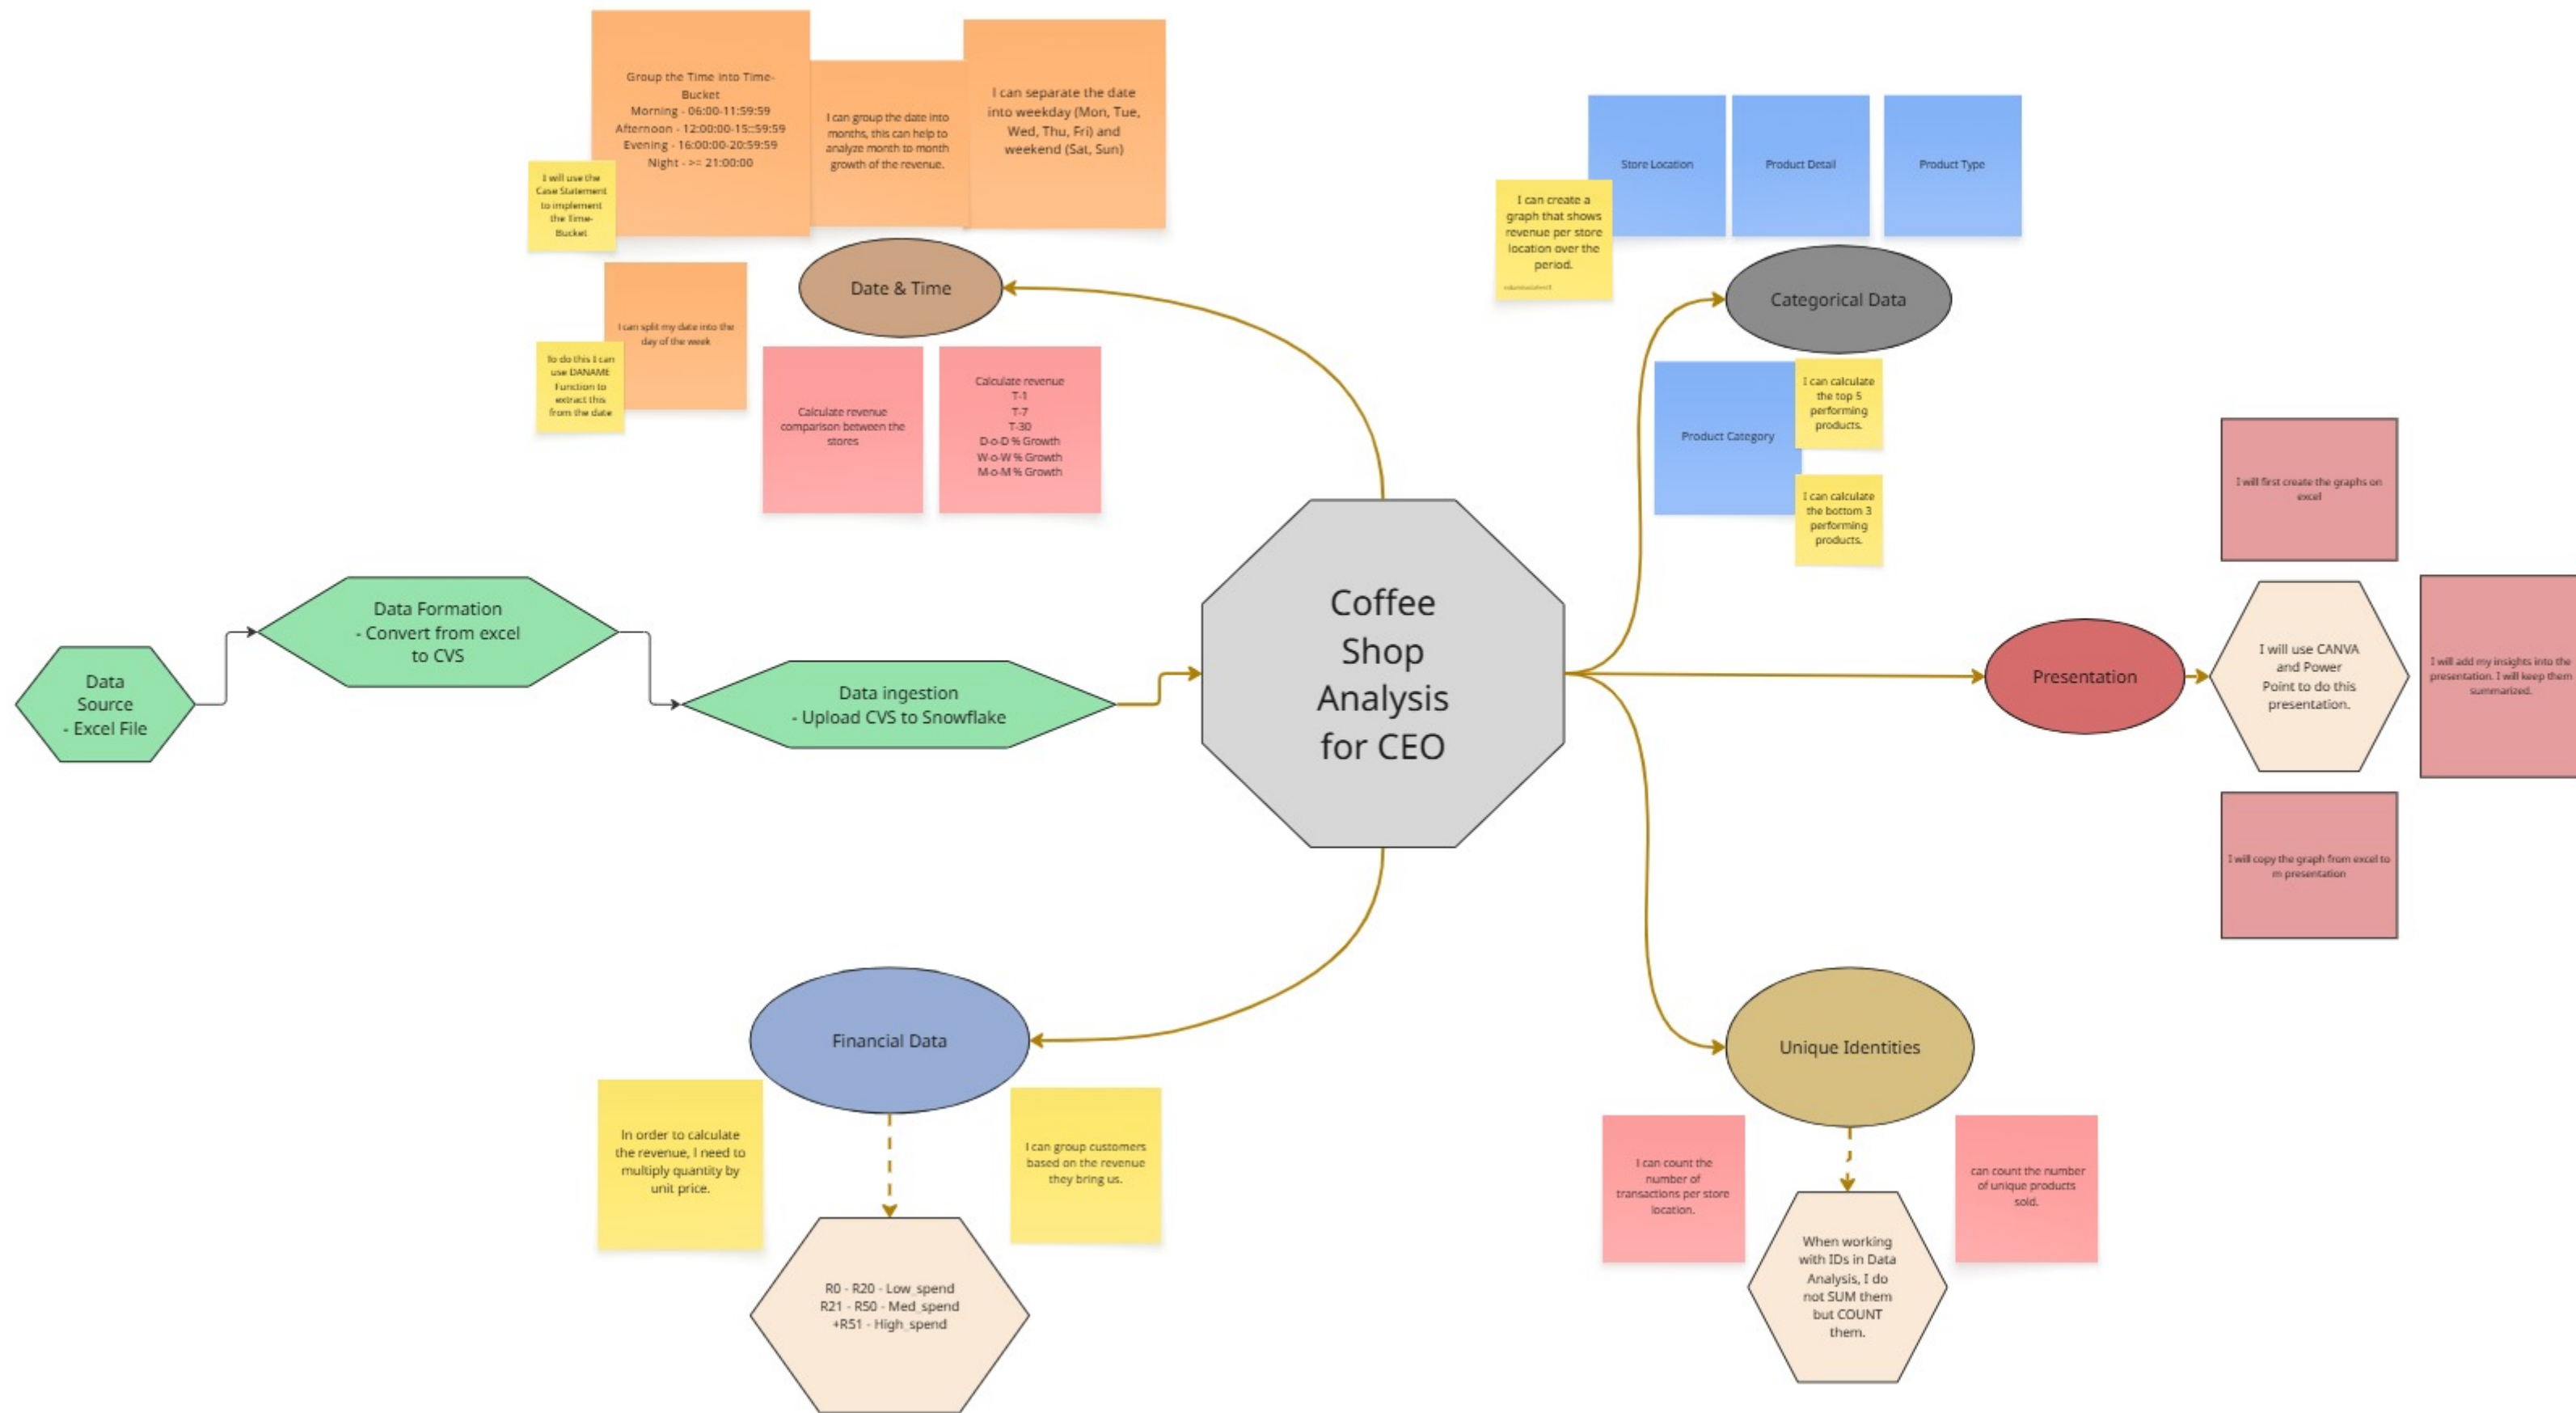 Group the Time into Time-
Bucket
Morning - 06:00-11:59:59
Afternoon - 12:00:00-15::59:59
Evening - 16:00:00-20:59:59
Night - >= 21:00:00
I can group the date into
months, this can help to
analyze month to month
growth of the revenue.
I can separate the date
into weekday (Mon, Tue,
Wed, Thu, Fri) and
weekend (Sat, Sun)
I will use the
Case Statement
to implement
the Time-
Bucket
Date & Time
I can split my date into the
day of the week
To do this I can
use DANAME
Function to
extract this
from the date
Calculate revenue
comparison between the
stores
Calculate revenue
T-1
T-7
T-30
D-o-D % Growth
W-o-W % Growth
M-o-M % Growth
Store Location
Product Detail
Product Type
I can create a
graph that shows
revenue per store
location over the
period.
Categorical Data
Product Category
I can calculate
the top 5
performing
products.
I can calculate
the bottom 3
performing
products.
Data
Source
- Excel File
Data Formation
- Convert from excel
to CVS
Data ingestion
- Upload CVS to Snowflake
Coffee
Shop
Analysis
for CEO
Presentation
I will first create the graphs on
excel
I will use CANVA
and Power
Point to do this
presentation.
I will add my insights into the
presentation. I will keep them
summarized.
I will copy the graph from excel to
m presentation
Financial Data
In order to calculate
the revenue, I need to
multiply quantity by
unit price.
I can group customers
based on the revenue
they bring us.
R0 - R20 - Low_spend
R21 - R50 - Med_spend
+R51 - High_spend
Unique Identities
I can count the
number of
transactions per store
location.
can count the number
of unique products
sold.
When working
with IDs in Data
Analysis, I do
not SUM them
but COUNT
them.